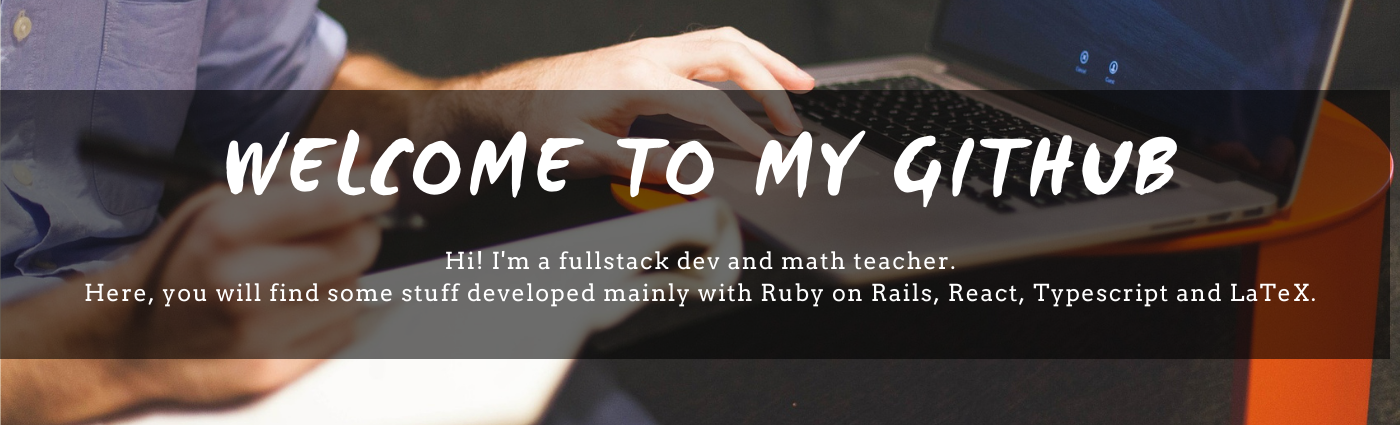 WELCOME TO MY GITHUB
Hi! I'm a fullstack dev and math teacher.
Here, you will find some stuff developed mainly with Ruby on Rails, React, Typescript and LaTeX.